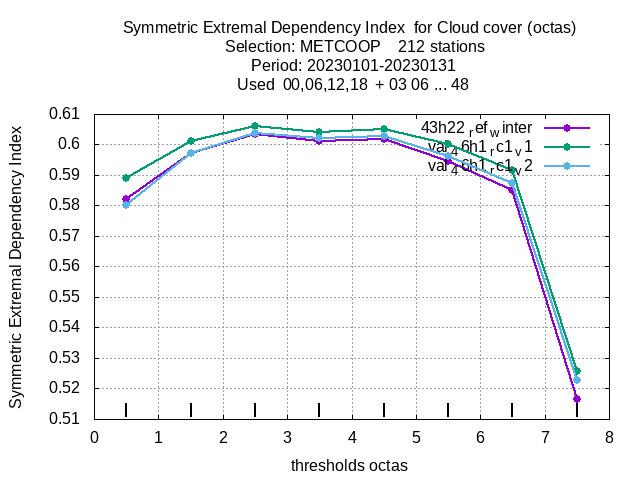 Symmetric Extremal Dependency Index  for Cloud cover (octas)
Selection: METCOOP    212 stations
Period: 20230101-20230131
Used  00,06,12,18  + 03 06 ... 48
Symmetric Extremal Dependency Index
0.61
0.6
0.59
0.58
0.57
0.56
0.55
0.54
0.53
0.52
0.51
43h22_ref_winter
val_46h1_rc1_v1
val_46h1_rc1_v2
0 1 2 3 4 5 6 7 8
thresholds octas